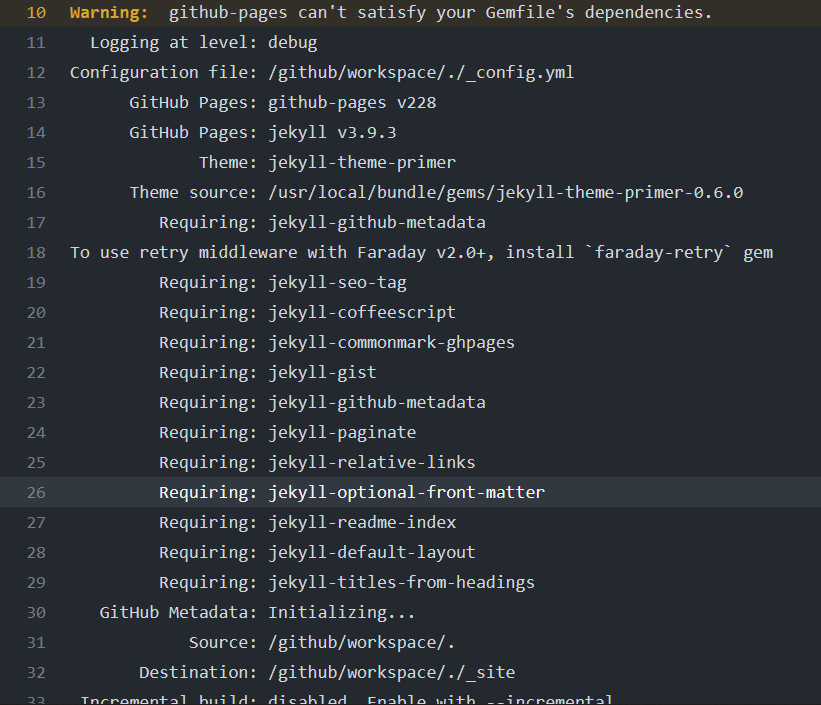 10 Warning: github-pages can't satisfy your Gemfile's dependencies.
11 Logging at level: debug
12 Configuration file: /github/workspace/./_config.yml
13 GitHub Pages: github-pages v228
14 GitHub Pages: jekyll v3.9.3
15 Theme: jekyll-theme-primer
16 Theme source: /usr/local/bundle/gems/jekyll-theme-primer-0.6.0
17 Requiring: jekyll-github-metadata
18 To use retry middleware with Faraday v2.0+, install `faraday-retry` gem
19 Requiring: jekyll-seo-tag
20 Requiring: jekyll-coffeescript
21 Requiring: jekyll-commonmark-ghpages
22 Requiring: jekyll-gist
23 Requiring: jekyll-github-metadata
24 Requiring: jekyll-paginate
25 Requiring: jekyll-relative-links
26 Requiring: jekyll-optional-front-matter
27 Requiring: jekyll-readme-index
28 Requiring: jekyll-default-layout
29 Requiring: jekyll-titles-from-headings
30 GitHub Metadata: Initializing...
31 Source: /github/workspace/.
32 Destination: /github/workspace/./_site
33 Incremental build: disabled. Enable with --incremental